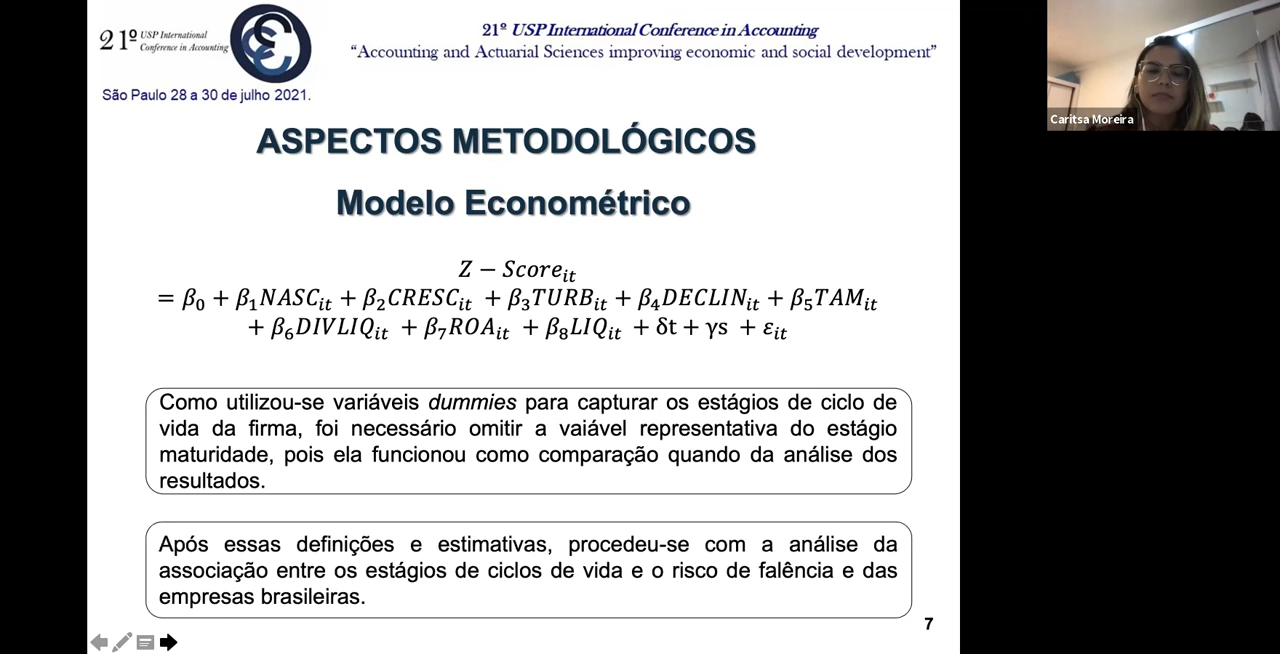 21º USP International
Conference in Accounting
21º USP International Conference in Accounting
“Accounting and Actuarial Sciences improving economic and social development”
São Paulo 28 a 30 de julho 2021.
Caritsa Moreira
ASPECTOS METODOLÓGICOS
Modelo Econométrico
Z − Score_it
= β_0 + β_1NASC_it + β_2CRESC_it + β_3TURB_it + β_4DECLIN_it + β_5TAM_it
+ β_6DIVLIQ_it + β_7ROA_it + β_8LIQ_it + δt + γs + ε_it
Como utilizou-se variáveis dummies para capturar os estágios de ciclo de
vida da firma, foi necessário omitir a vaiável representativa do estágio
maturidade, pois ela funcionou como comparação quando da análise dos
resultados.
Após essas definições e estimativas, procedeu-se com a análise da
associação entre os estágios de ciclos de vida e o risco de falência e das
empresas brasileiras.
7